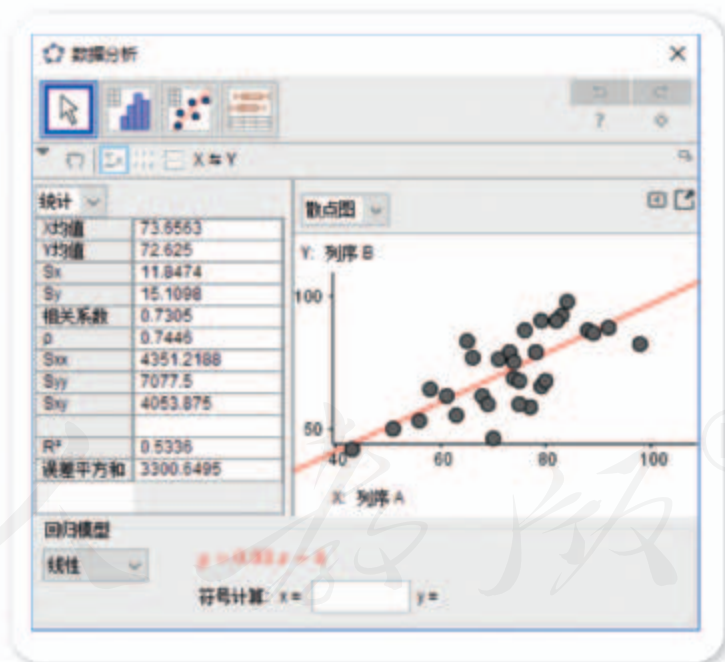 数据分析
X ⇆ Y
统计
X均值 73.6563
Y均值 72.625
Sx 11.8474
Sy 15.1098
相关系数 0.7305
ρ 0.7446
Sxx 4351.2188
Syy 7077.5
Sxy 4053.875
R² 0.5336
误差平方和 3300.6495
散点图
Y: 列序 B
100
50
40 60 80 100
X: 列序 A
回归模型
线性
符号计算: x = y =
人教版